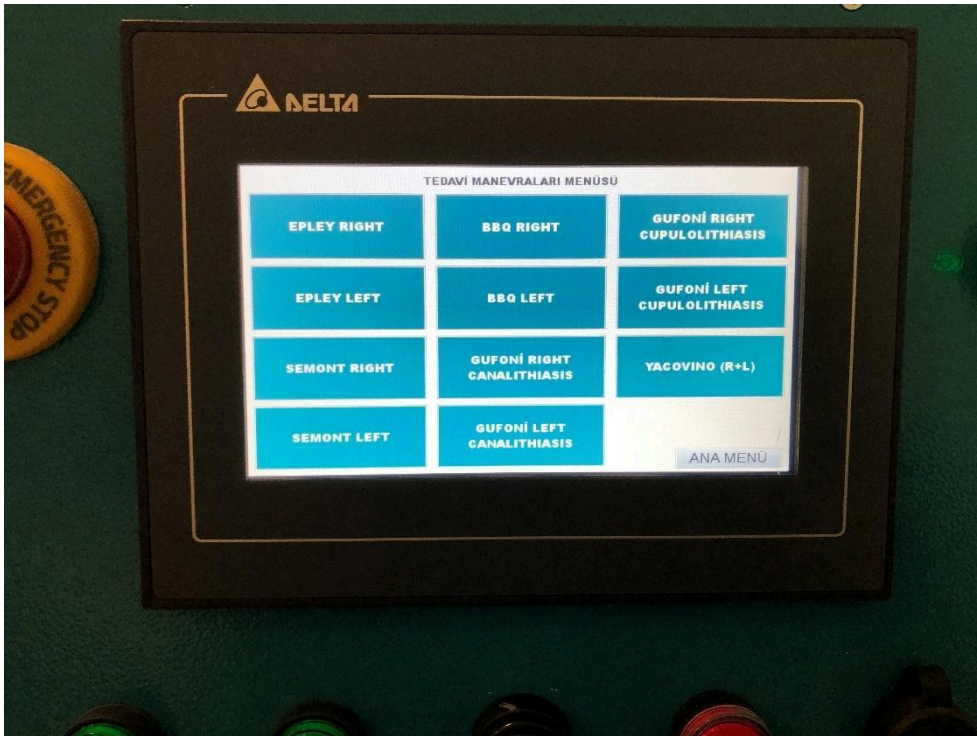 DELTA
EMERGENCY STOP
TEDAVİ MANEVRALARI MENÜSÜ
EPLEY RIGHT
BBQ RIGHT
GUFONİ RIGHT
CUPULOLITHIASIS
EPLEY LEFT
BBQ LEFT
GUFONİ LEFT
CUPULOLITHIASIS
SEMONT RIGHT
GUFONİ RIGHT
CANALITHIASIS
YACOVINO (R+L)
SEMONT LEFT
GUFONİ LEFT
CANALITHIASIS
ANA MENÜ